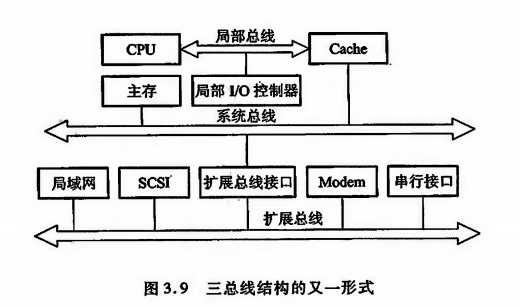 局部总线
CPU
Cache
主存
局部 I/O 控制器
系统总线
局域网
SCSI
扩展总线接口
Modem
串行接口
扩展总线
图 3.9 三总线结构的又一形式